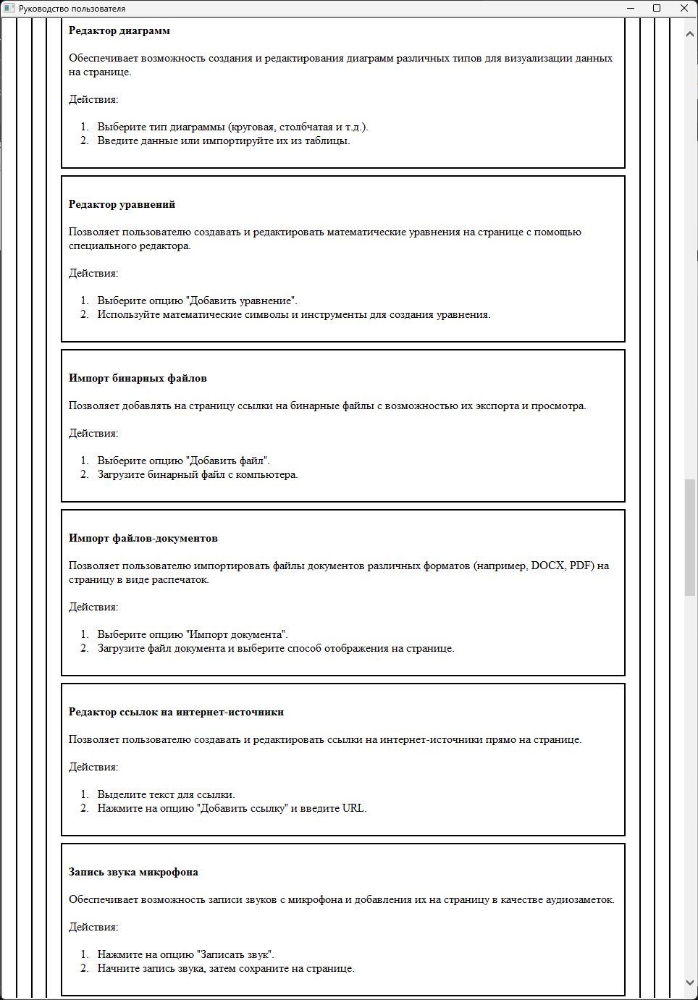 Руководство пользователя
Редактор диаграмм
Обеспечивает возможность создания и редактирования диаграмм различных типов для визуализации данных
на странице.
Действия:
1. Выберите тип диаграммы (круговая, столбчатая и т.д.).
2. Введите данные или импортируйте их из таблицы.
Редактор уравнений
Позволяет пользователю создавать и редактировать математические уравнения на странице с помощью
специального редактора.
Действия:
1. Выберите опцию "Добавить уравнение".
2. Используйте математические символы и инструменты для создания уравнения.
Импорт бинарных файлов
Позволяет добавлять на страницу ссылки на бинарные файлы с возможностью их экспорта и просмотра.
Действия:
1. Выберите опцию "Добавить файл".
2. Загрузите бинарный файл с компьютера.
Импорт файлов-документов
Позволяет пользователю импортировать файлы документов различных форматов (например, DOCX, PDF) на
страницу в виде распечаток.
Действия:
1. Выберите опцию "Импорт документа".
2. Загрузите файл документа и выберите способ отображения на странице.
Редактор ссылок на интернет-источники
Позволяет пользователю создавать и редактировать ссылки на интернет-источники прямо на странице.
Действия:
1. Выделите текст для ссылки.
2. Нажмите на опцию "Добавить ссылку" и введите URL.
Запись звука микрофона
Обеспечивает возможность записи звуков с микрофона и добавления их на страницу в качестве аудиозаметок.
Действия:
1. Нажмите на опцию "Записать звук".
2. Начните запись звука, затем сохраните на странице.